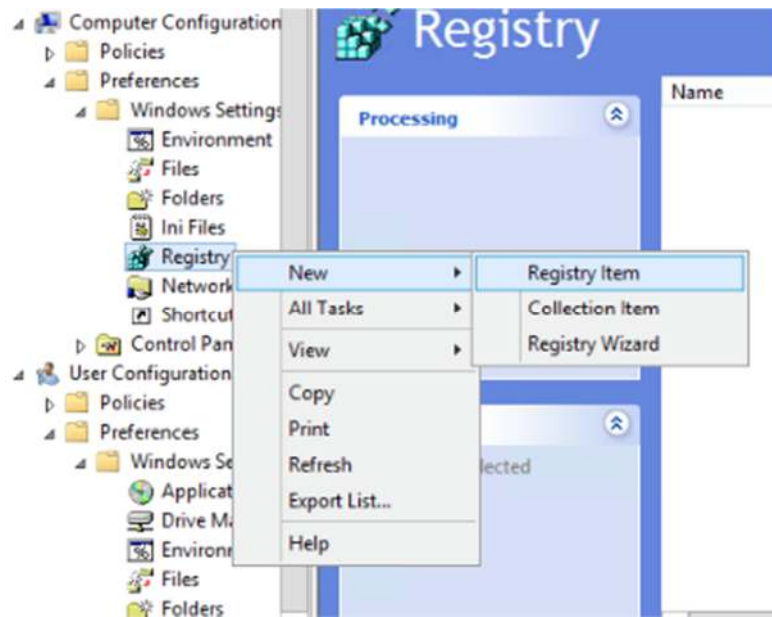 Computer Configuration
Policies
Preferences
Windows Settings
Environment
Files
Folders
Ini Files
Registry
Network
Shortcut
Control Pan
User Configuration
Policies
Preferences
Windows Se
Applicat
Drive Ma
Environ
Files
Folders
Registry
Processing
Name
New
All Tasks
View
Copy
Print
Refresh
Export List...
Help
Registry Item
Collection Item
Registry Wizard
lected